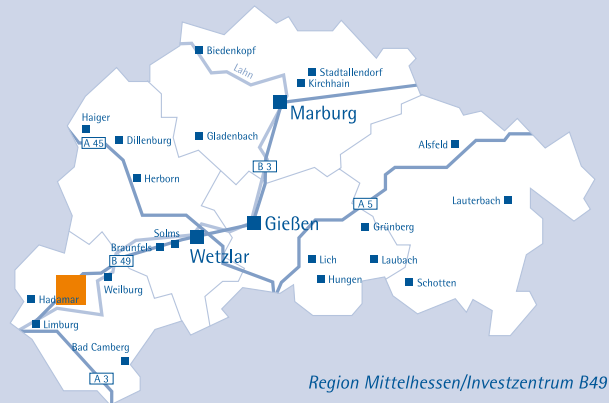 Biedenkopf
Lahn
Stadtallendorf
Kirchhain
Marburg
Haiger
A 45
Dillenburg
Gladenbach
Alsfeld
B 3
Herborn
A 5
Lauterbach
Gießen
Grünberg
Solms
Wetzlar
Braunfels
B 49
Lich
Laubach
Weilburg
Hungen
Schotten
Hadamar
Limburg
Bad Camberg
A 3
Region Mittelhessen/Investzentrum B49